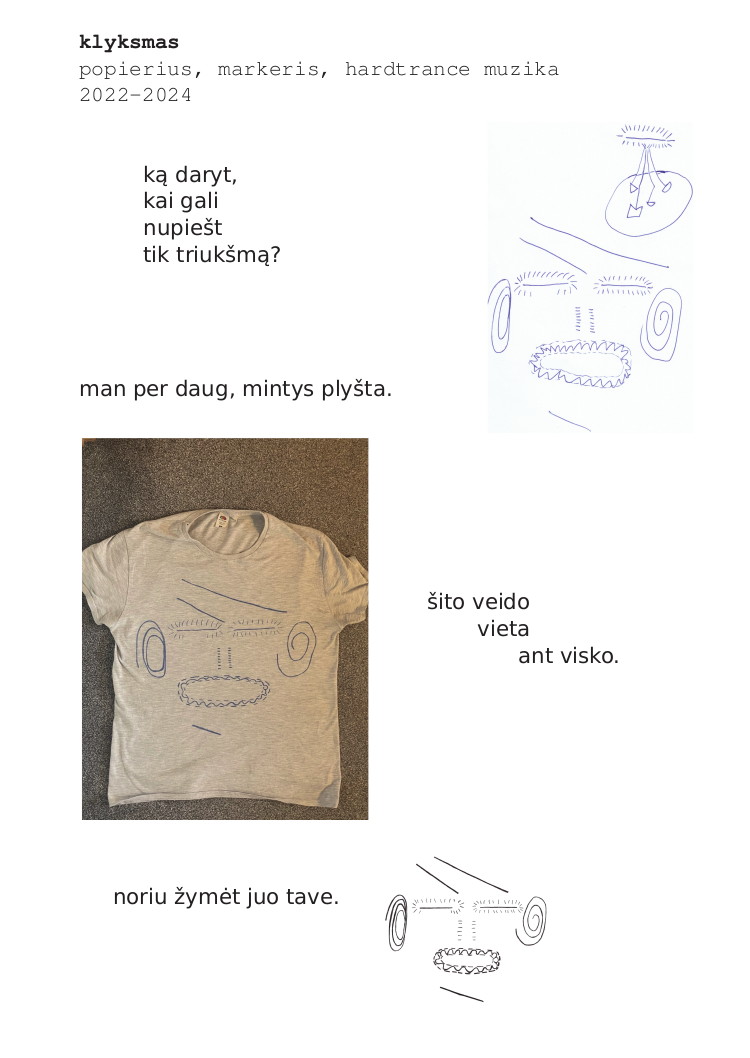 klyksmas
popierius, markeris, hardtrance muzika
2022–2024
ką daryt,
kai gali
nupiešt
tik triukšmą?
man per daug, mintys plyšta.
šito veido
vieta
ant visko.
noriu žymėt juo tave.